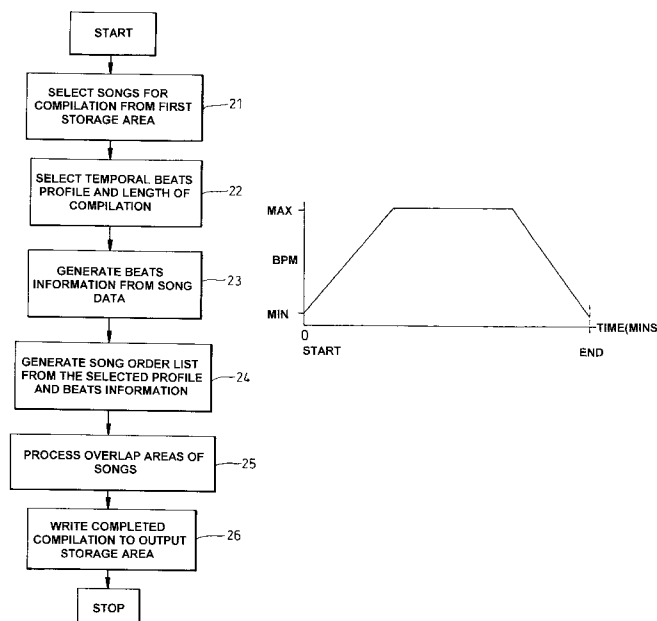 START
SELECT SONGS FOR
COMPILATION FROM FIRST
STORAGE AREA
21
SELECT TEMPORAL BEATS
PROFILE AND LENGTH OF
COMPILATION
22
GENERATE BEATS
INFORMATION FROM SONG
DATA
23
GENERATE SONG ORDER LIST
FROM THE SELECTED PROFILE
AND BEATS INFORMATION
24
PROCESS OVERLAP AREAS OF
SONGS
25
WRITE COMPLETED
COMPILATION TO OUTPUT
STORAGE AREA
26
STOP
MAX
BPM
MIN
0
TIME(MINS
START
END